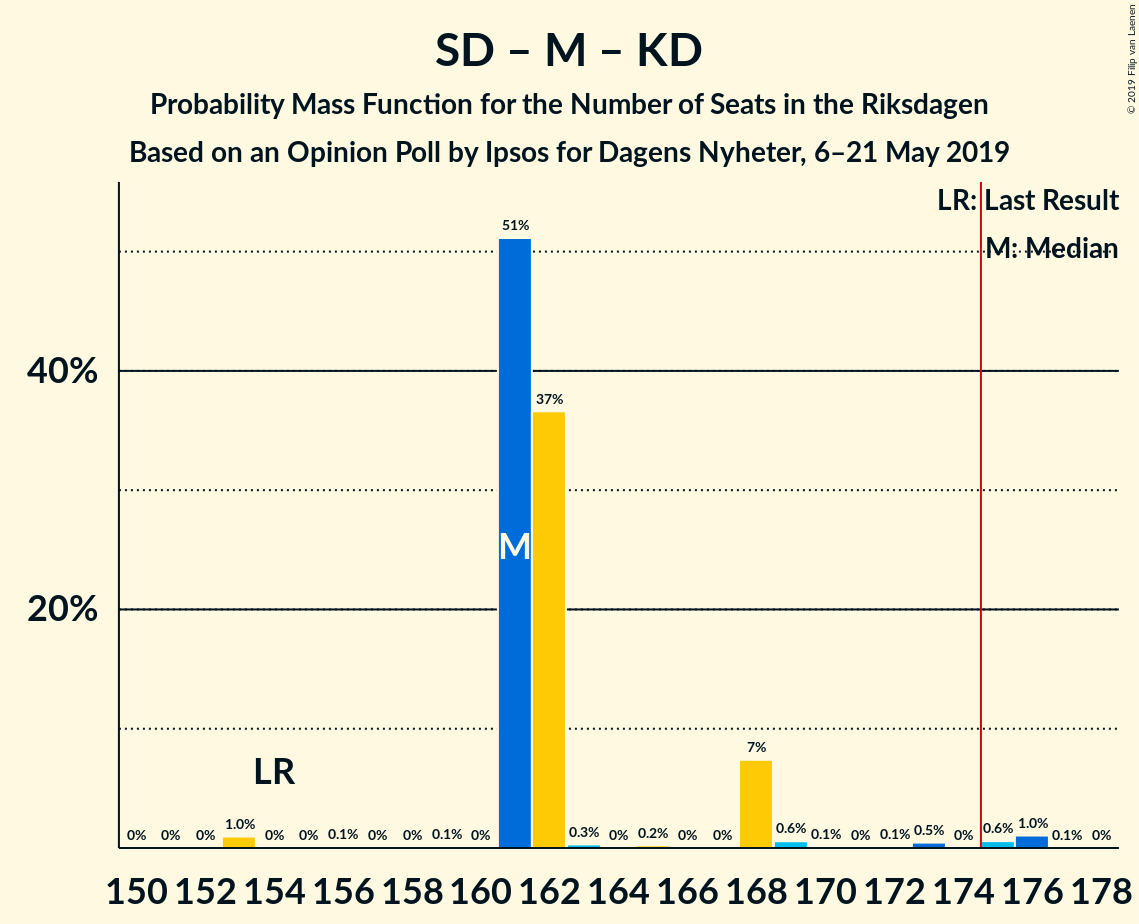 SD – M – KD
Probability Mass Function for the Number of Seats in the Riksdagen
Based on an Opinion Poll by Ipsos for Dagens Nyheter, 6–21 May 2019
© 2019 Filip van Laenen
LR: Last Result
M: Median
40%
20%
0% 0% 0% 1.0% 0% 0% 0.1% 0% 0% 0.1% 0% 51% 37% 0.3% 0% 0.2% 0% 0% 7% 0.6% 0.1% 0% 0.1% 0.5% 0% 0.6% 1.0% 0.1% 0%
LR
M
150 152 154 156 158 160 162 164 166 168 170 172 174 176 178